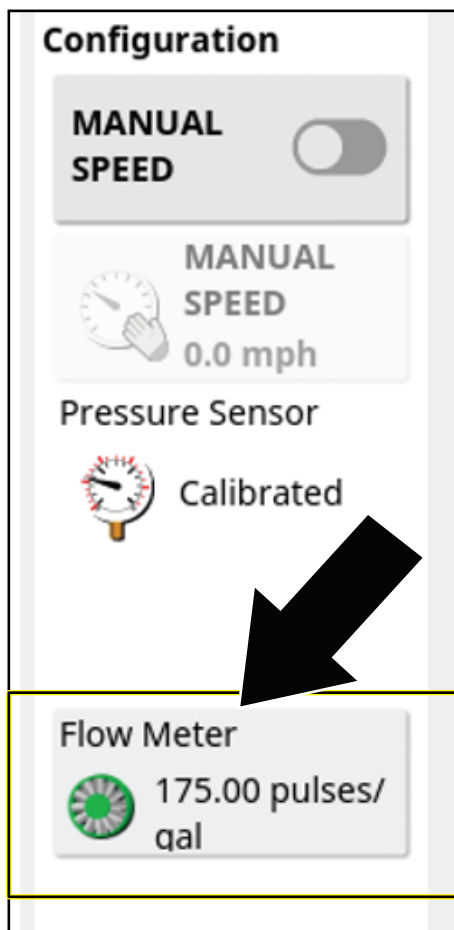 Configuration
MANUAL
SPEED
MANUAL
SPEED
0.0 mph
Pressure Sensor
Calibrated
Flow Meter
175.00 pulses/
gal